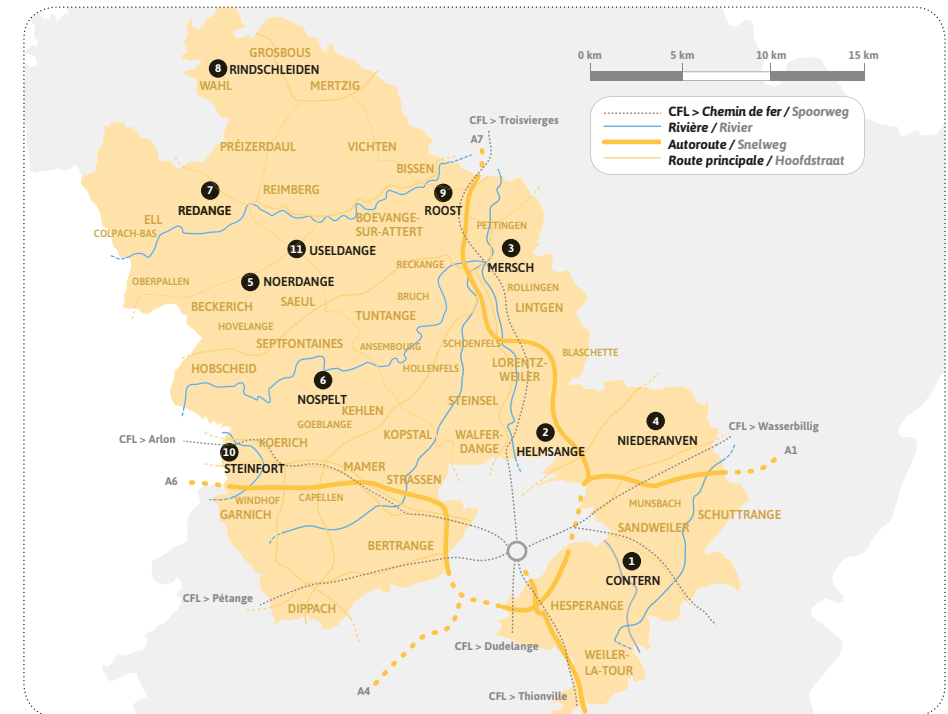 GROSBOUS
8 RINDSCHLEIDEN
WAHL
MERTZIG
0 km 5 km 10 km 15 km
CFL > Chemin de fer / Spoorweg
Rivière / Rivier
Autoroute / Snelweg
Route principale / Hoofdstraat
CFL > Troisvierges
A7
PRÉIZERDAUL
VICHTEN
BISSEN
7
REDANGE
REIMBERG
9
ROOST
ELL
COLPACH-BAS
BOEVANGE-
SUR-ATTERT
PETTINGEN
11 USELDANGE
3
MERSCH
RECKANGE
OBERPALLEN
5 NOERDANGE
ROLLINGEN
BECKERICH
SAEUL
BRUCH
LINTGEN
HOVELANGE
TUNTANGE
SEPTFONTAINES
ANSEMBOURG
SCHOENFELS
BLASCHETTE
HOBSCHEID
HOLLENFELS
LORENTZ-
WEILER
6
NOSPELT
STEINSEL
KEHLEN
GOEBLANGE
4
NIEDERANVEN
CFL > Wasserbillig
A1
CFL > Arlon
KOERICH
KOPSTAL
WALFER-
DANGE
2
HELMSANGE
10
STEINFORT
MAMER
STRASSEN
A6
WINDHOF
CAPELLEN
GARNICH
MUNSBACH
SCHUTTRANGE
SANDWEILER
BERTRANGE
1
CONTERN
CFL > Pétange
DIPPACH
HESPERANGE
CFL > Dudelange
WEILER-
LA-TOUR
A4
CFL > Thionville